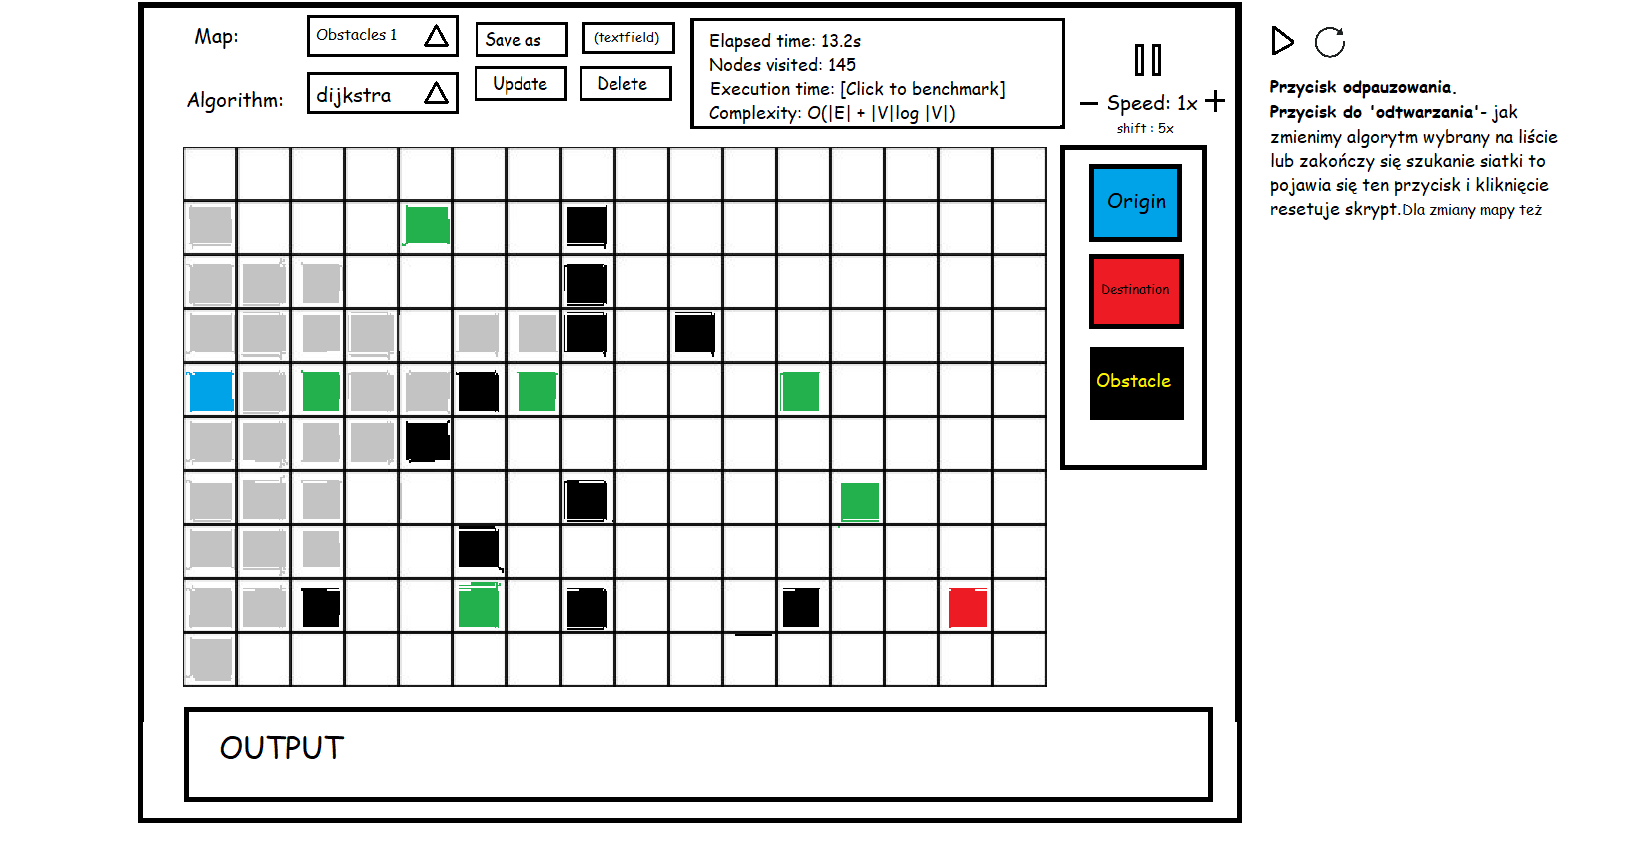 Map:
Obstacles 1
Save as
(textfield)
Algorithm:
dijkstra
Update
Delete
Elapsed time: 13.2s
Nodes visited: 145
Execution time: [Click to benchmark]
Complexity: O(|E| + |V|log |V|)
— Speed: 1x +
shift : 5x
Origin
Destination
Obstacle
OUTPUT
Przycisk odpauzowania.
Przycisk do 'odtwarzania'- jak
zmienimy algorytm wybrany na liście
lub zakończy się szukanie siatki to
pojawia się ten przycisk i kliknięcie
resetuje skrypt.Dla zmiany mapy też